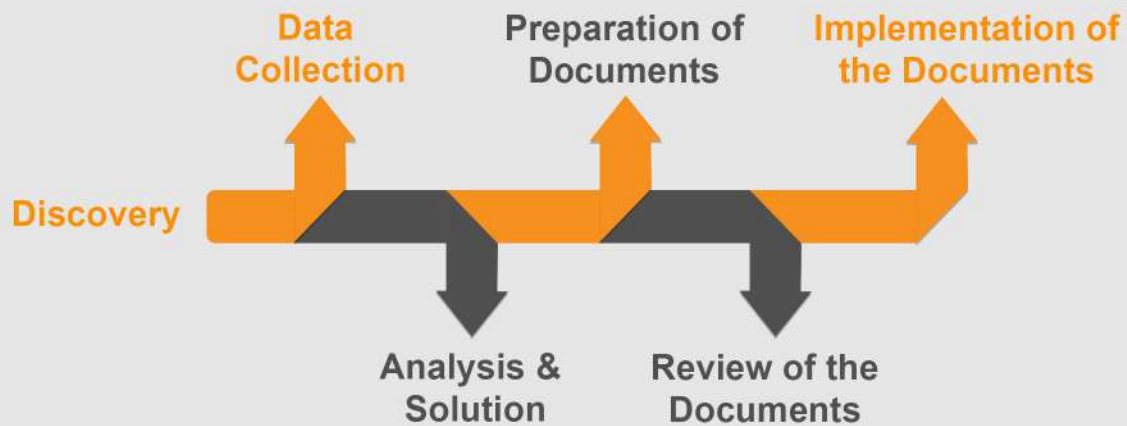 Data
Collection
Preparation of
Documents
Implementation of
the Documents
Discovery
Analysis &
Solution
Review of the
Documents